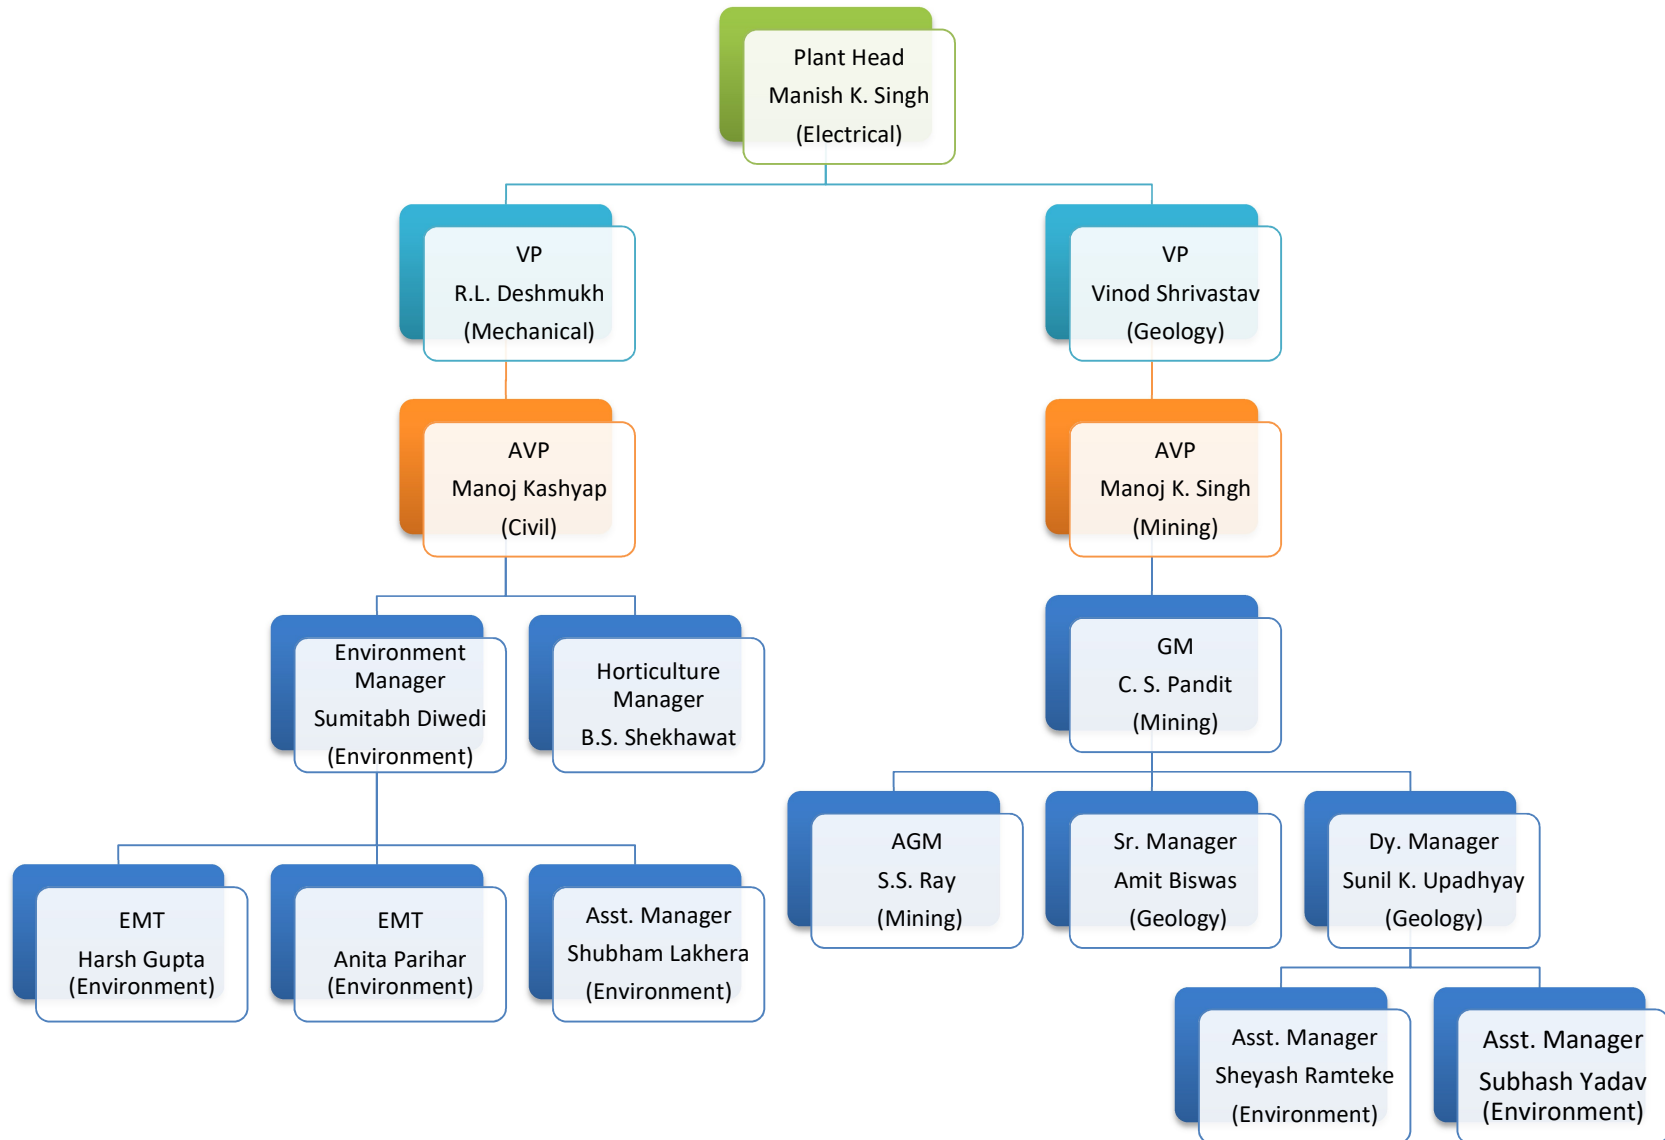 Plant Head
Manish K. Singh
(Electrical)
VP
R.L. Deshmukh
(Mechanical)
VP
Vinod Shrivastav
(Geology)
AVP
Manoj Kashyap
(Civil)
AVP
Manoj K. Singh
(Mining)
Environment
Manager
Sumitabh Diwedi
(Environment)
Horticulture
Manager
B.S. Shekhawat
GM
C. S. Pandit
(Mining)
EMT
Harsh Gupta
(Environment)
EMT
Anita Parihar
(Environment)
Asst. Manager
Shubham Lakhera
(Environment)
AGM
S.S. Ray
(Mining)
Sr. Manager
Amit Biswas
(Geology)
Dy. Manager
Sunil K. Upadhyay
(Geology)
Asst. Manager
Sheyash Ramteke
(Environment)
Asst. Manager
Subhash Yadav
(Environment)